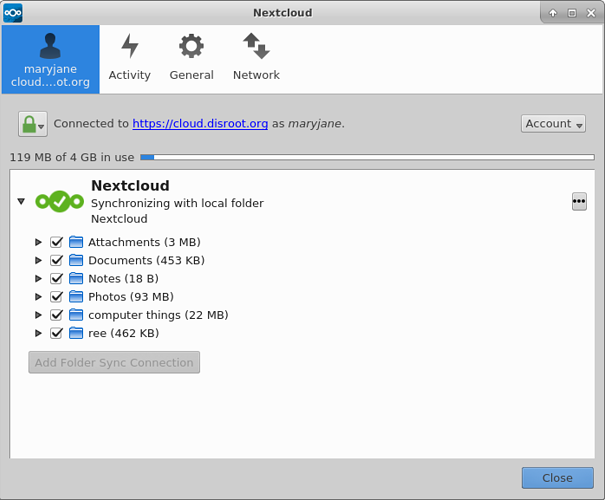 Nextcloud
maryjane
cloud....ot.org
Activity
General
Network
Connected to https://cloud.disroot.org as maryjane.
Account
119 MB of 4 GB in use
Nextcloud
Synchronizing with local folder
Nextcloud
Attachments (3 MB)
Documents (453 KB)
Notes (18 B)
Photos (93 MB)
computer things (22 MB)
ree (462 KB)
Add Folder Sync Connection
Close